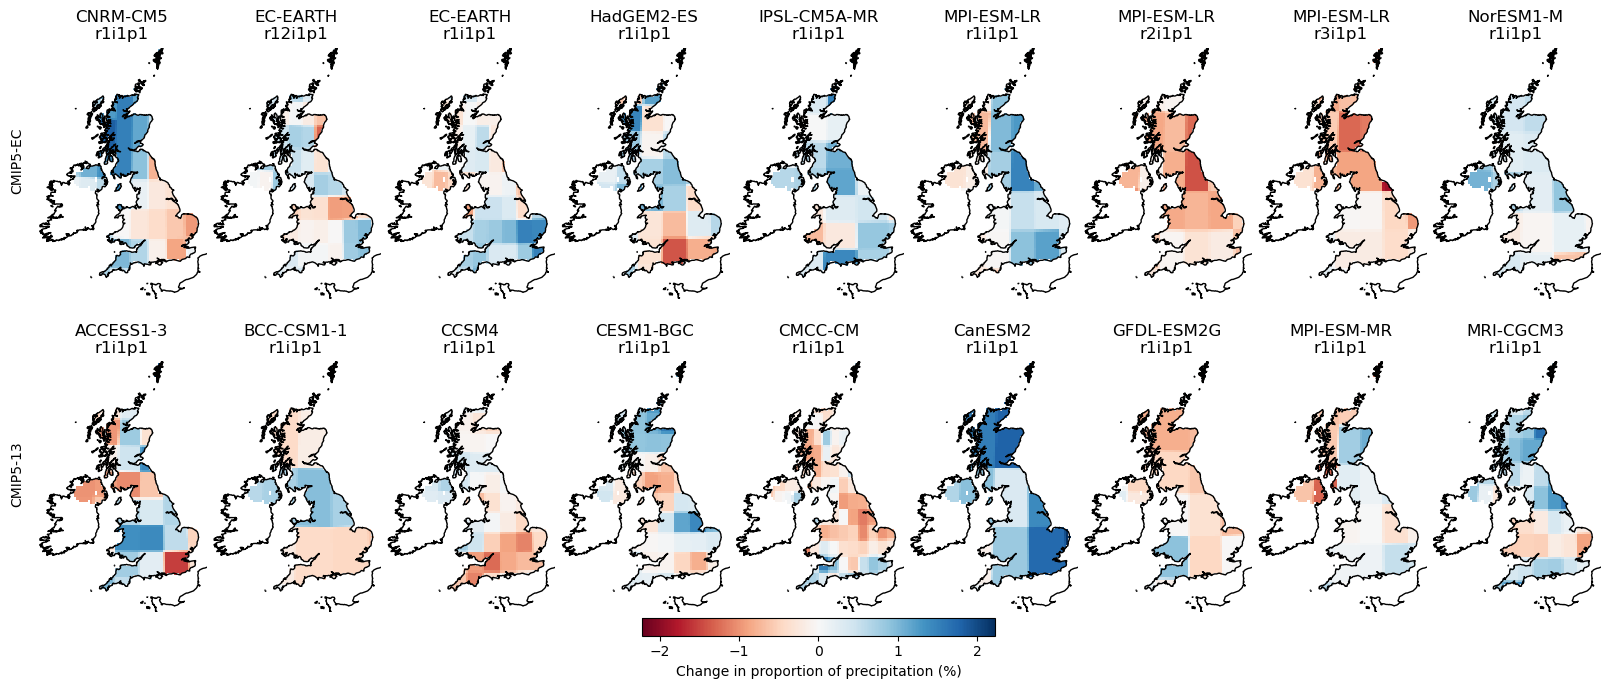 CNRM-CM5 EC-EARTH EC-EARTH HadGEM2-ES IPSL-CM5A-MR MPI-ESM-LR MPI-ESM-LR MPI-ESM-LR NorESM1-M
r1i1p1 r12i1p1 r1i1p1 r1i1p1 r1i1p1 r1i1p1 r2i1p1 r3i1p1 r1i1p1
CMIP5-EC
ACCESS1-3 BCC-CSM1-1 CCSM4 CESM1-BGC CMCC-CM CanESM2 GFDL-ESM2G MPI-ESM-MR MRI-CGCM3
r1i1p1 r1i1p1 r1i1p1 r1i1p1 r1i1p1 r1i1p1 r1i1p1 r1i1p1 r1i1p1
CMIP5-13
−2 −1 0 1 2
Change in proportion of precipitation (%)